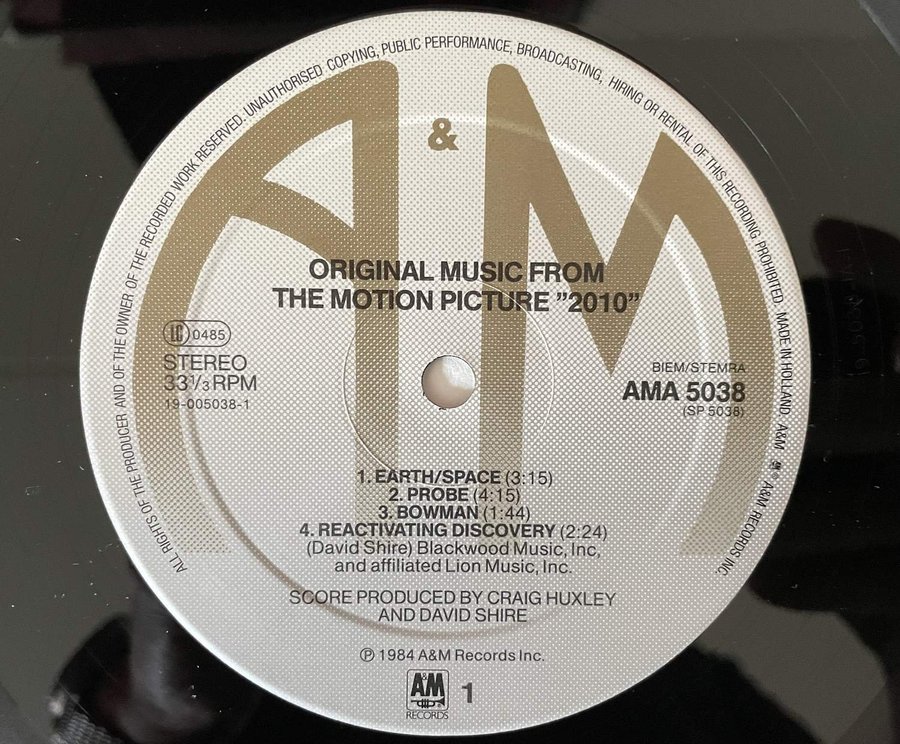 ALL RIGHTS OF THE PRODUCER AND OF THE OWNER OF THE RECORDED WORK RESERVED. UNAUTHORISED COPYING, PUBLIC PERFORMANCE, BROADCASTING, HIRING OR RENTAL OF THIS RECORDING PROHIBITED. MADE IN HOLLAND. A&M ® A&M RECORDS INC.
A & M
ORIGINAL MUSIC FROM
THE MOTION PICTURE ”2010”
LC 0485
STEREO
33 1/3 RPM
19-005038-1
BIEM/STEMRA
AMA 5038
(SP 5038)
1. EARTH/SPACE (3:15)
2. PROBE (4:15)
3. BOWMAN (1:44)
4. REACTIVATING DISCOVERY (2:24)
(David Shire) Blackwood Music, Inc,
and affiliated Lion Music, Inc.
SCORE PRODUCED BY CRAIG HUXLEY
AND DAVID SHIRE
℗ 1984 A&M Records Inc.
A&M
RECORDS
1